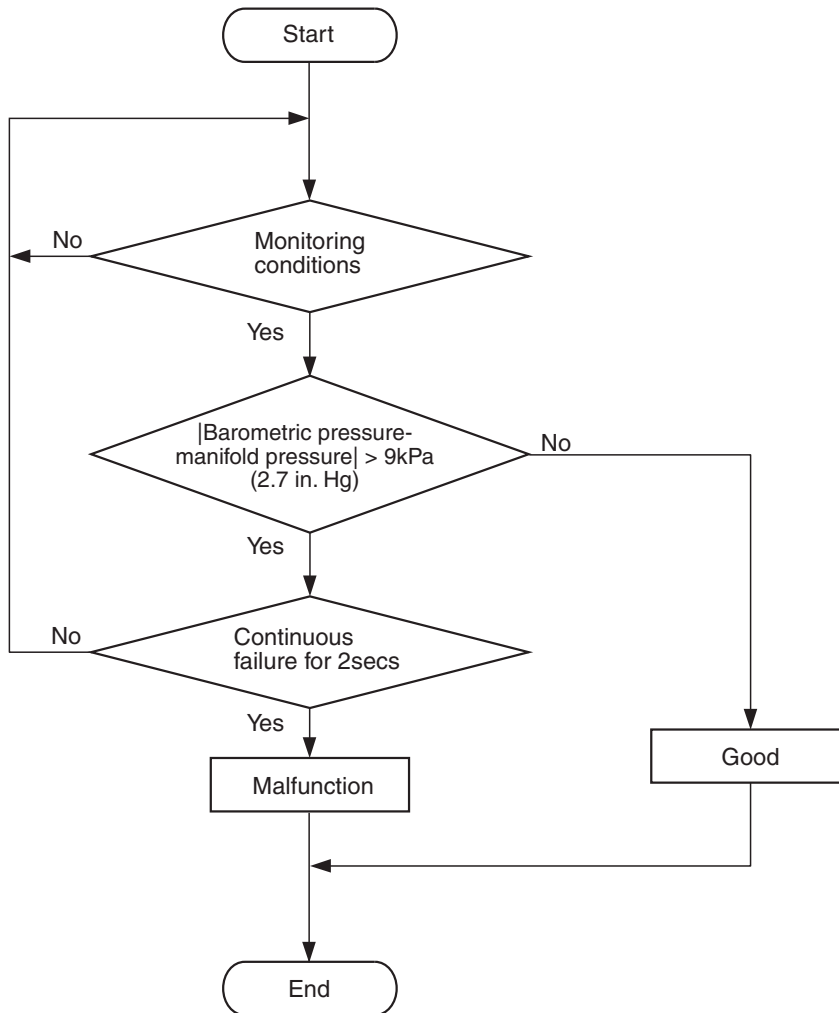 Start
No
Monitoring
conditions
Yes
|Barometric pressure-
manifold pressure| > 9kPa
(2.7 in. Hg)
No
Yes
No
Continuous
failure for 2secs
Yes
Malfunction
Good
End